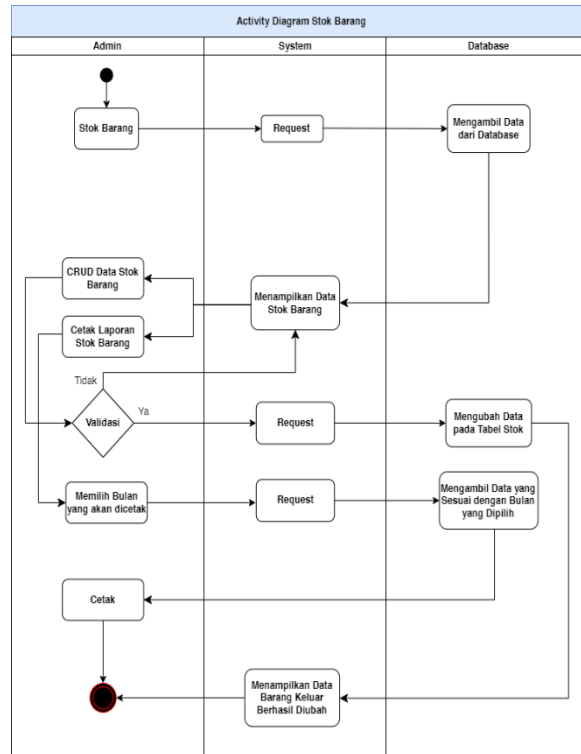 Activity Diagram Stok Barang
Admin
System
Database
Stok Barang
Request
Mengambil Data
dari Database
CRUD Data Stok
Barang
Menampilkan Data
Stok Barang
Cetak Laporan
Stok Barang
Tidak
Validasi
Ya
Request
Mengubah Data
pada Tabel Stok
Memilih Bulan
yang akan dicetak
Request
Mengambil Data yang
Sesuai dengan Bulan
yang Dipilih
Cetak
Menampilkan Data
Barang Keluar
Berhasil Diubah